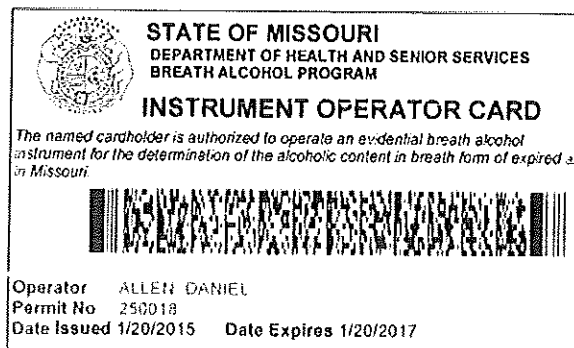 STATE OF MISSOURI
DEPARTMENT OF HEALTH AND SENIOR SERVICES
BREATH ALCOHOL PROGRAM
INSTRUMENT OPERATOR CARD
The named cardholder is authorized to operate an evidential breath alcohol
instrument for the determination of the alcoholic content in breath form of expired a
in Missouri.
Operator ALLEN DANIEL
Permit No 250018
Date Issued 1/20/2015 Date Expires 1/20/2017